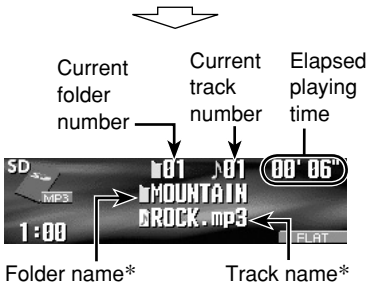 Current folder number
Current track number
Elapsed playing time
SD
SD
MP3
01
01
00'06"
MOUNTAIN
ROCK.mp3
1:00
FLAT
Folder name*
Track name*